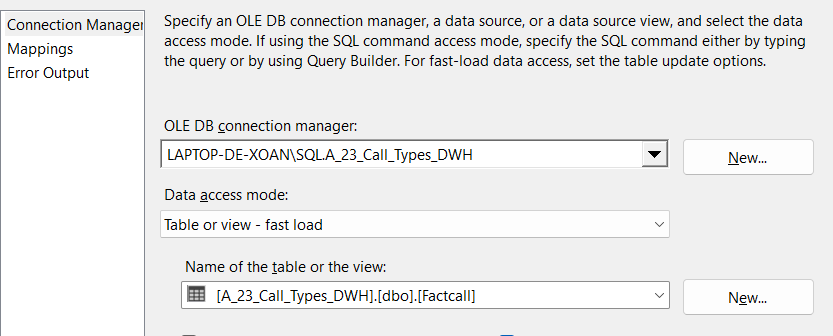 Connection Manager
Specify an OLE DB connection manager, a data source, or a data source view, and select the data
Mappings
access mode. If using the SQL command access mode, specify the SQL command either by typing
Error Output
the query or by using Query Builder. For fast-load data access, set the table update options.
OLE DB connection manager:
LAPTOP-DE-XOAN\SQL.A_23_Call_Types_DWH
New...
Data access mode:
Table or view - fast load
Name of the table or the view:
[A_23_Call_Types_DWH].[dbo].[Factcall]
New...